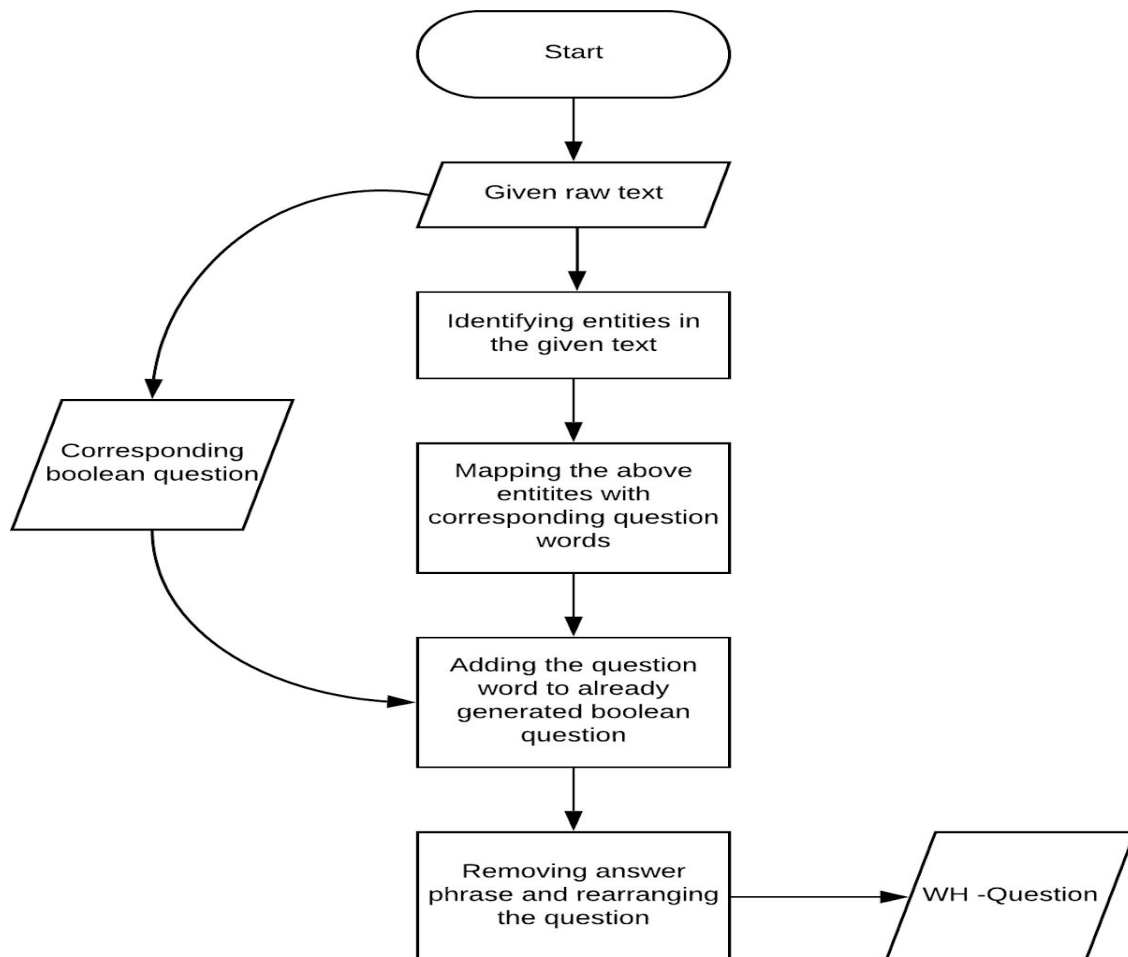 Start
Given raw text
Identifying entities in
the given text
Corresponding
boolean question
Mapping the above
entitites with
corresponding question
words
Adding the question
word to already
generated boolean
question
Removing answer
phrase and rearranging
the question
WH -Question